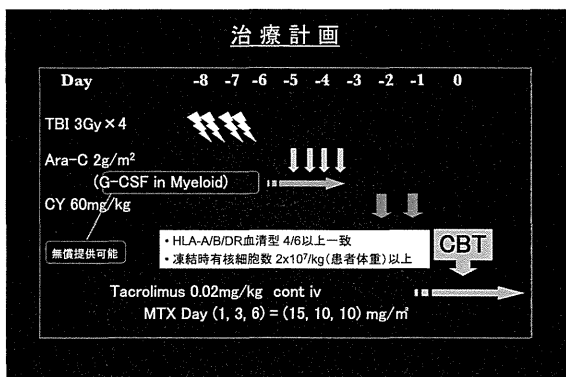 治療計画
Day -8 -7 -6 -5 -4 -3 -2 -1 0
TBI 3Gy×4
Ara-C 2g/m²
(G-CSF in Myeloid)
CY 60mg/kg
無償提供可能
・HLA-A/B/DR血清型 4/6以上一致
・凍結時有核細胞数 2x10⁷/kg(患者体重)以上
CBT
Tacrolimus 0.02mg/kg cont iv
MTX Day (1, 3, 6) = (15, 10, 10) mg/㎡